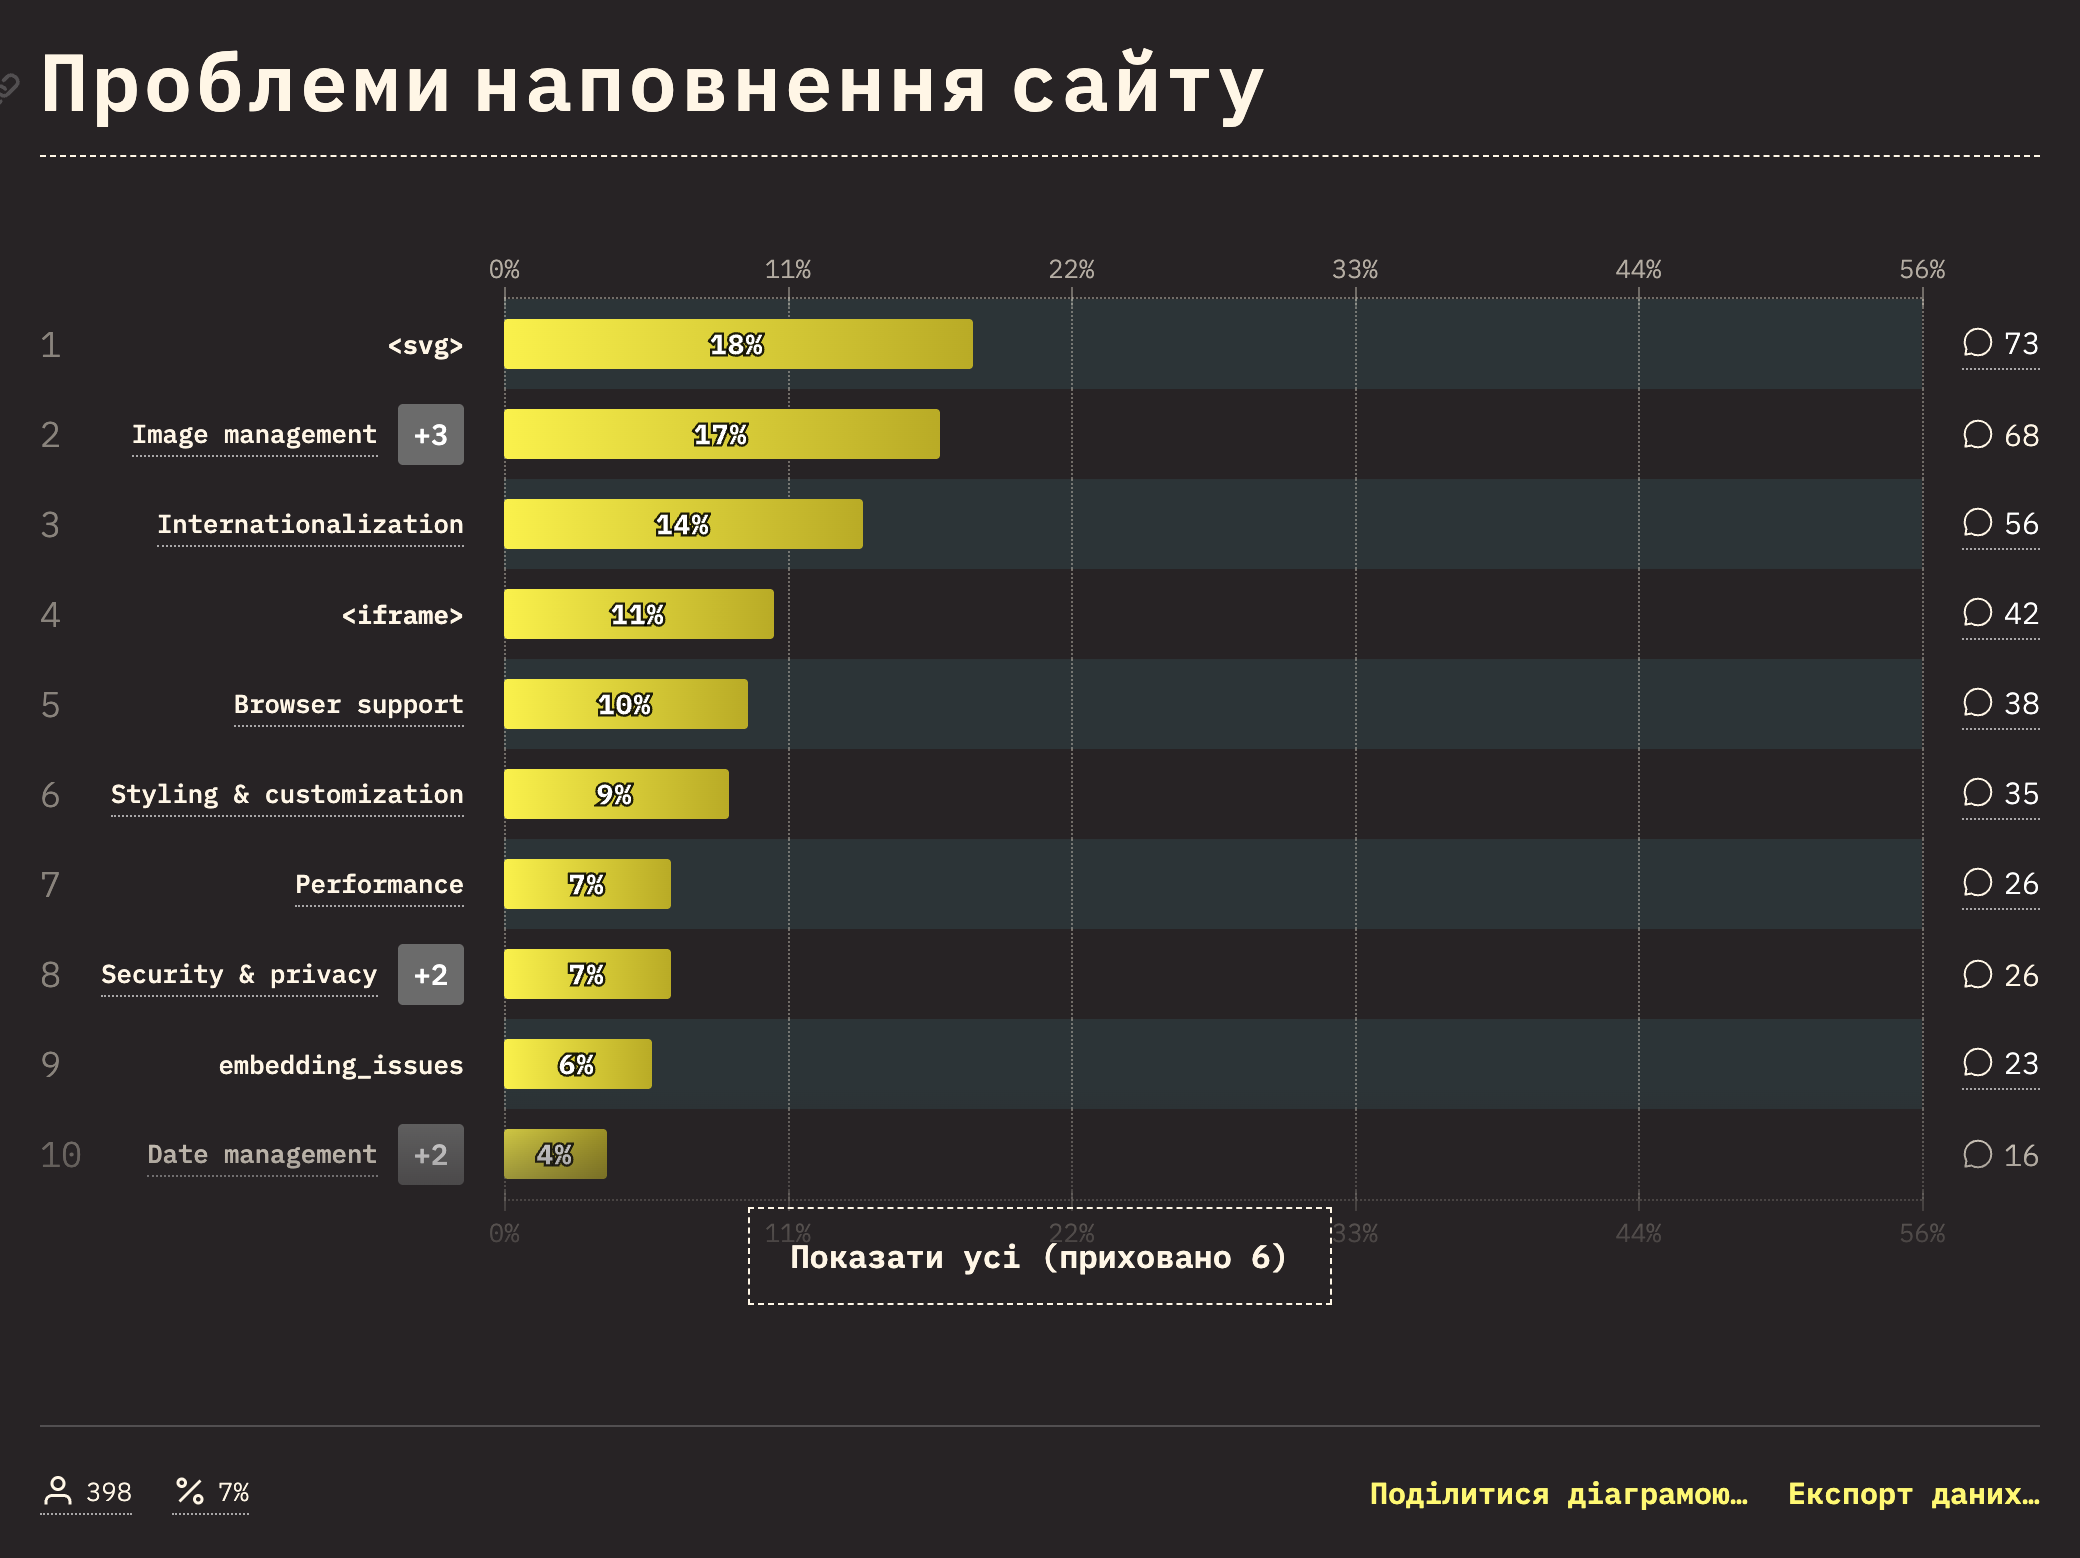 Проблеми наповнення сайту
0% 11% 22% 33% 44% 56%
1 <svg> 18% 73
2 Image management +3 17% 68
3 Internationalization 14% 56
4 <iframe> 11% 42
5 Browser support 10% 38
6 Styling & customization 9% 35
7 Performance 7% 26
8 Security & privacy +2 7% 26
9 embedding_issues 6% 23
10 Date management +2 4% 16
0% 11% 22% 33% 44% 56%
Показати усі (приховано 6)
398 7% Поділитися діаграмою… Експорт даних…